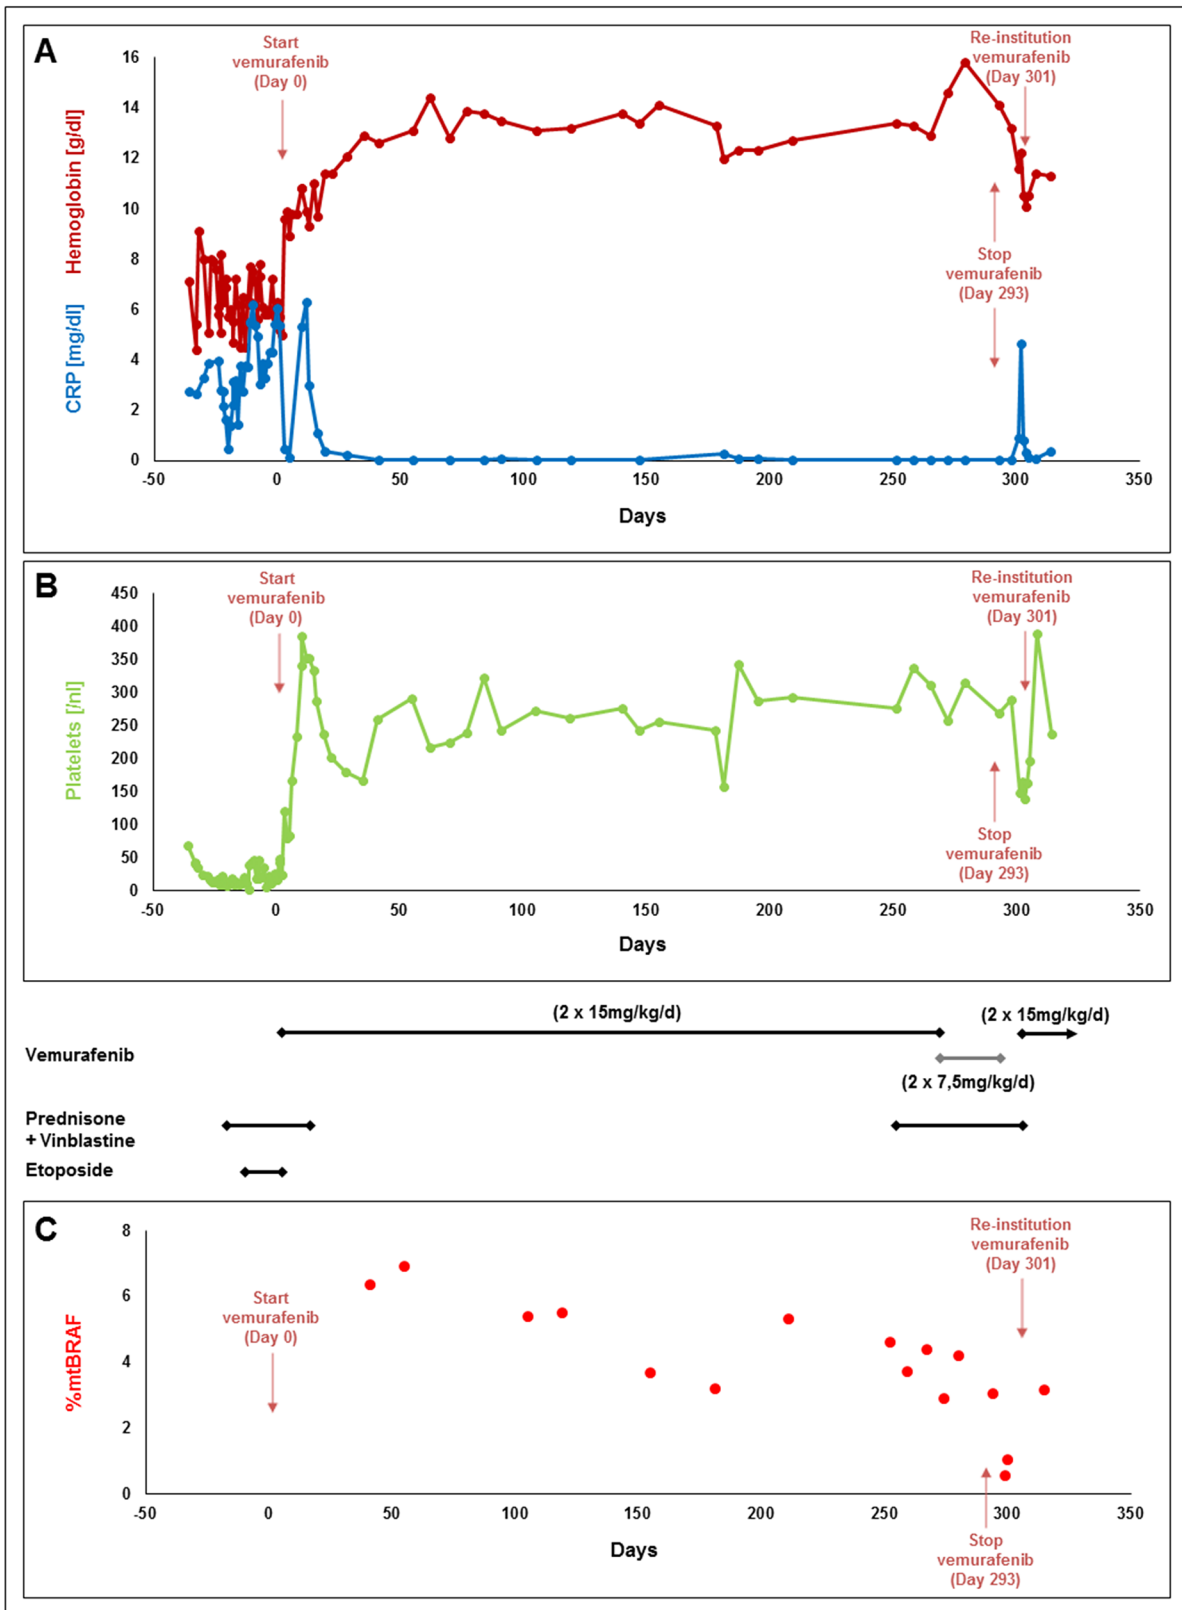 A
Start
vemurafenib
(Day 0)
Re-institution
vemurafenib
(Day 301)
Stop
vemurafenib
(Day 293)
Hemoglobin [g/dl]
CRP [mg/dl]
16
14
12
10
8
6
4
2
0
-50 0 50 100 150 200 250 300 350
Days
B
Start
vemurafenib
(Day 0)
Re-institution
vemurafenib
(Day 301)
Stop
vemurafenib
(Day 293)
Platelets [/nl]
450
400
350
300
250
200
150
100
50
0
-50 0 50 100 150 200 250 300 350
Days
(2 x 15mg/kg/d) (2 x 15mg/kg/d)
Vemurafenib
(2 x 7,5mg/kg/d)
Prednisone
+ Vinblastine
Etoposide
C
Re-institution
vemurafenib
(Day 301)
Start
vemurafenib
(Day 0)
%mtBRAF
8
6
4
2
0
-50 0 50 100 150 200 250 300 350
Days
Stop
vemurafenib
(Day 293)